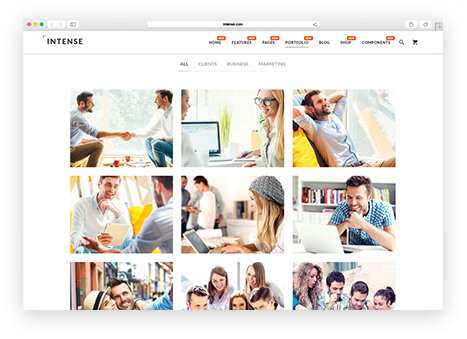 intense.com
INTENSE
HOME NEW FEATURES NEW PAGES NEW PORTFOLIO NEW BLOG SHOP NEW COMPONENTS NEW
ALL CLIENTS BUSINESS MARKETING